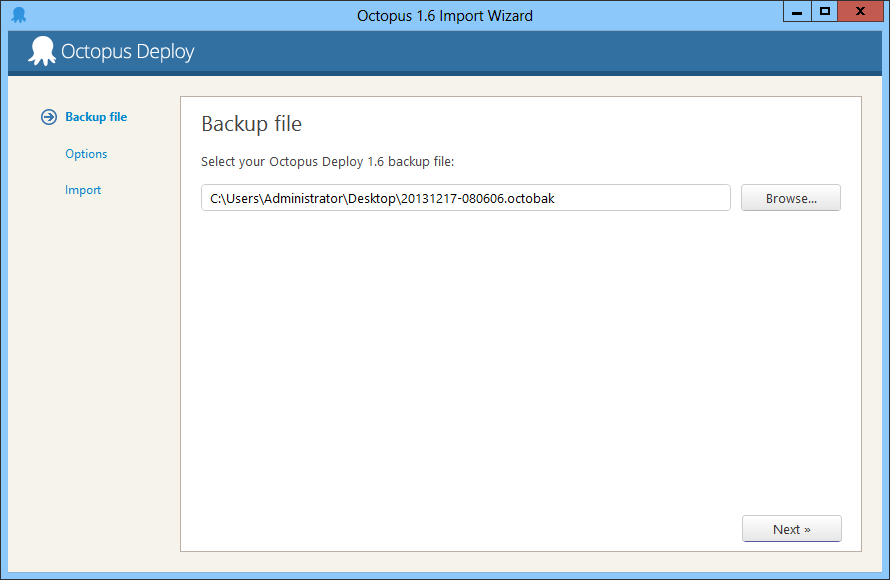 Octopus 1.6 Import Wizard
Octopus Deploy
Backup file
Options
Import
Backup file
Select your Octopus Deploy 1.6 backup file:
C:\Users\Administrator\Desktop\20131217-080606.octobak
Browse...
Next »